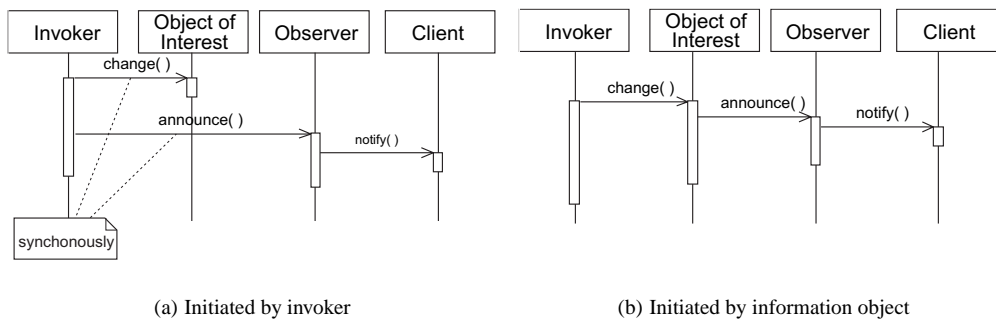 Invoker
Object of
Interest
Observer
Client
change( )
announce( )
notify( )
synchonously
(a) Initiated by invoker
Invoker
Object of
Interest
Observer
Client
change( )
announce( )
notify( )
(b) Initiated by information object